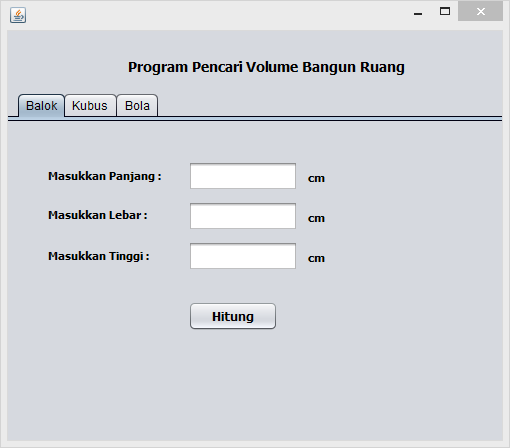 Program Pencari Volume Bangun Ruang
Balok Kubus Bola
Masukkan Panjang : cm
Masukkan Lebar : cm
Masukkan Tinggi : cm
Hitung